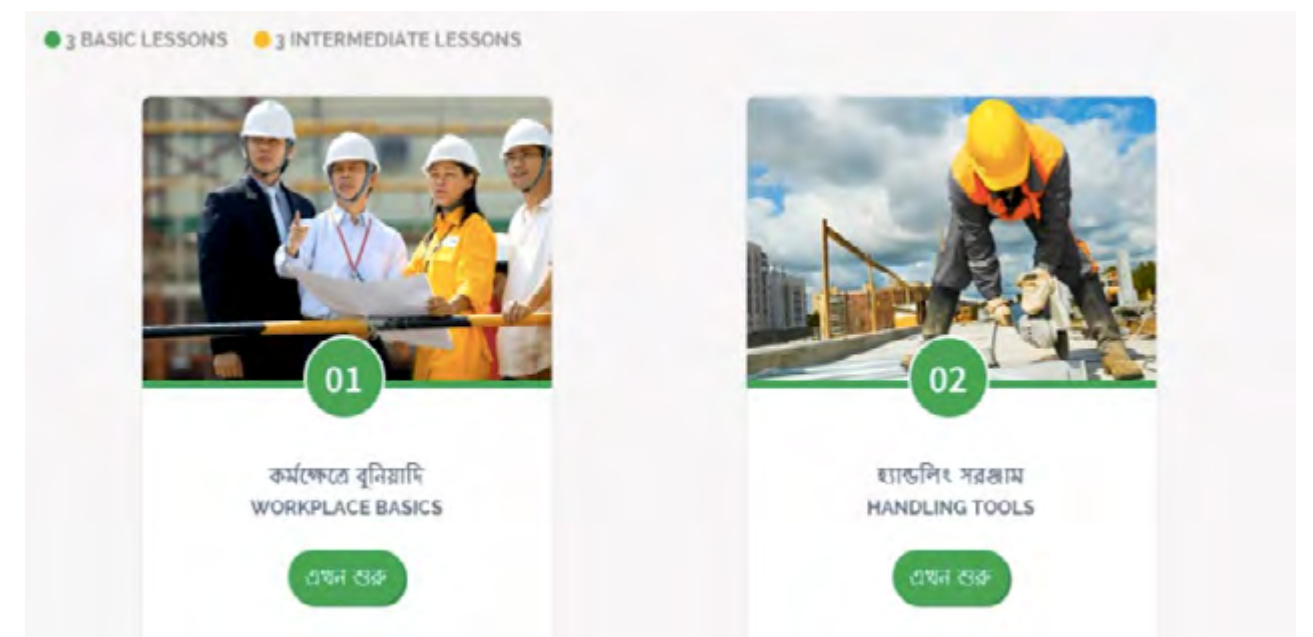 3 BASIC LESSONS 3 INTERMEDIATE LESSONS
01
কর্মক্ষেত্রে বুনিয়াদি
WORKPLACE BASICS
এখন শুরু
02
হ্যান্ডলিং সরঞ্জাম
HANDLING TOOLS
এখন শুরু